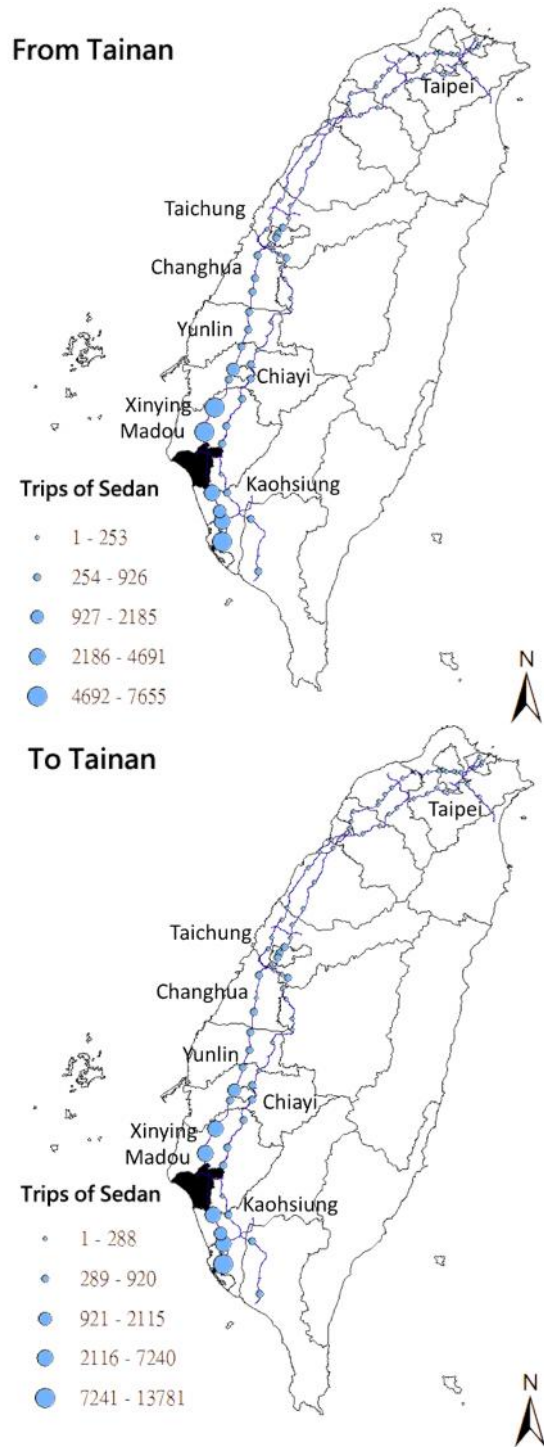 From Tainan
Taipei
Taichung
Changhua
Yunlin
Chiayi
Xinying
Madou
Kaohsiung
Trips of Sedan
1 - 253
254 - 926
927 - 2185
2186 - 4691
4692 - 7655
N
To Tainan
Taipei
Taichung
Changhua
Yunlin
Chiayi
Xinying
Madou
Kaohsiung
Trips of Sedan
1 - 288
289 - 920
921 - 2115
2116 - 7240
7241 - 13781
N